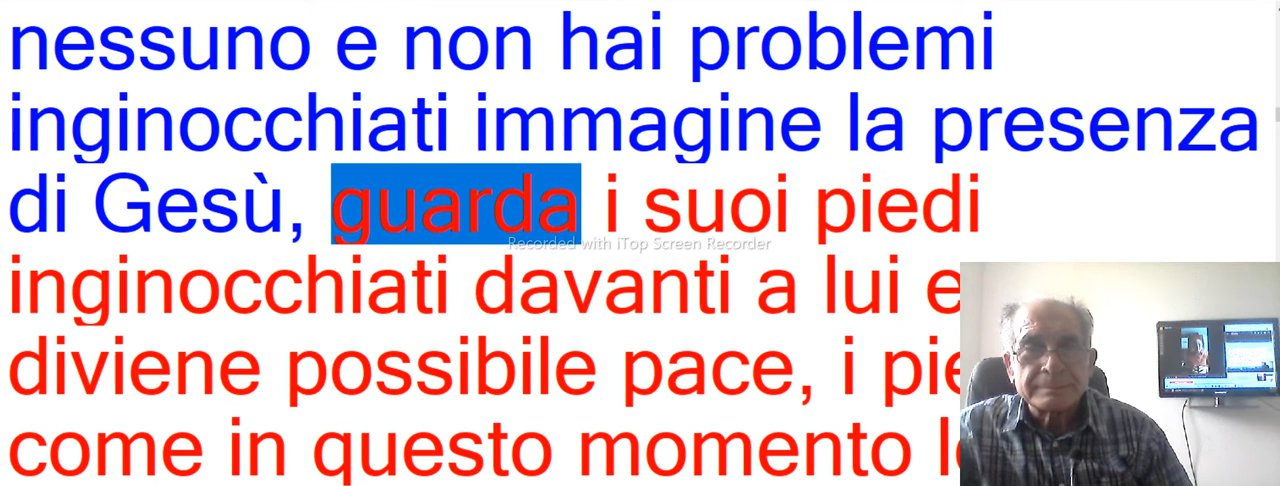 nessuno e non hai problemi
inginocchiati immagine la presenza
di Gesù, guarda i suoi piedi
Recorded with iTop Screen Recorder
inginocchiati davanti a lui e
diviene possibile pace, i
come in questo momento